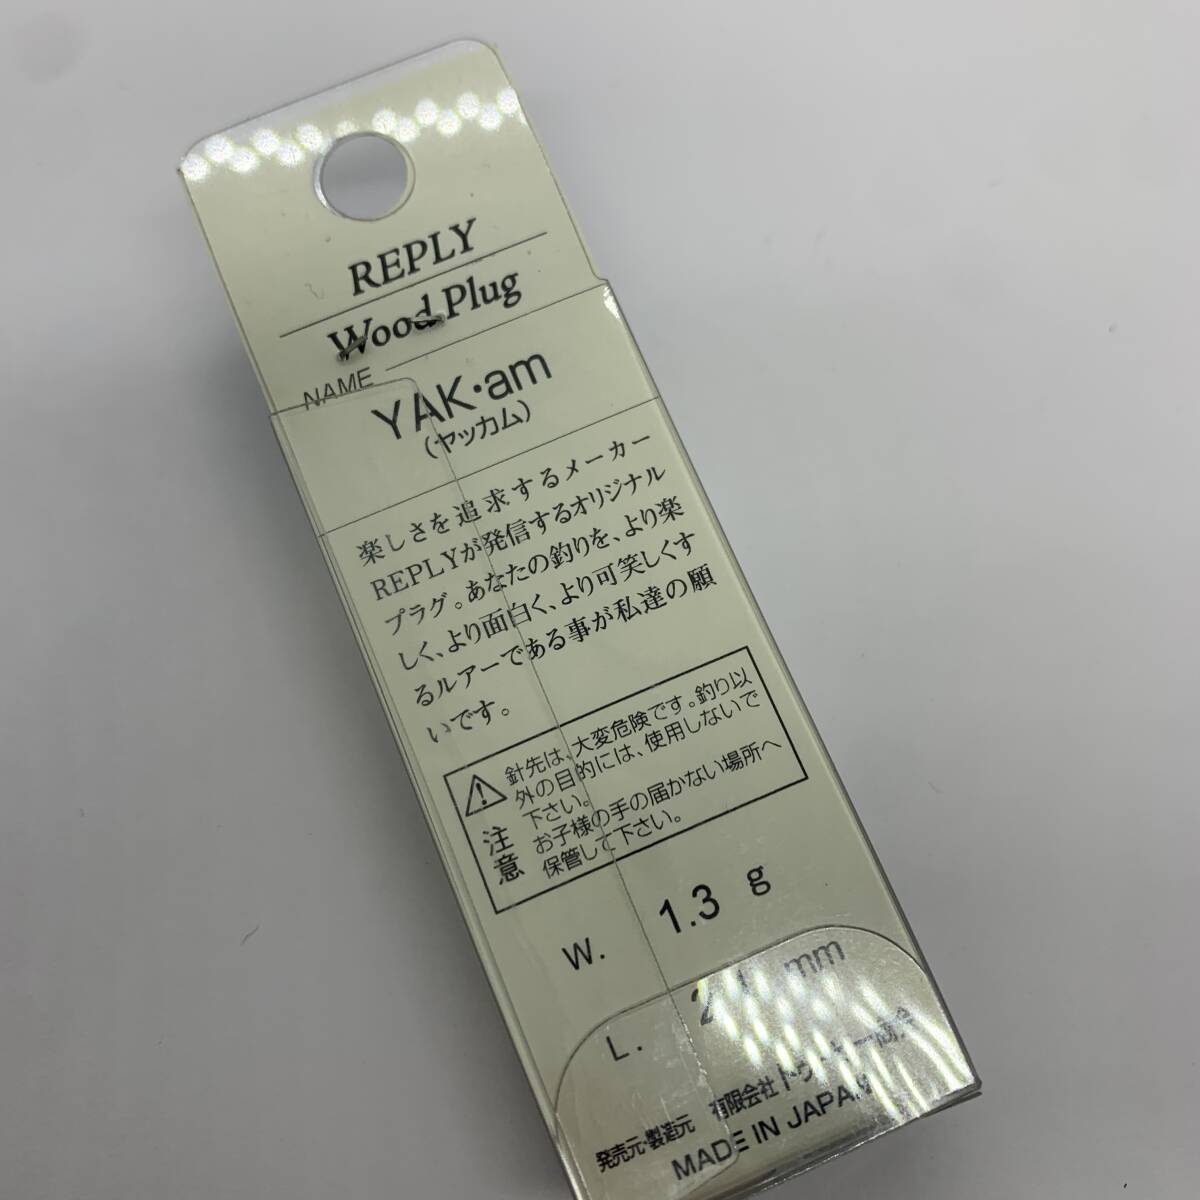 REPLY
Wood Plug
NAME
YAK・am
(ヤッカム)
楽しさを追求するメーカー
REPLYが発信するオリジナル
プラグ。あなたの釣りを、より楽
しく、より面白く、より可笑しくす
るルアーである事が私達の願
いです。
注意
針先は、大変危険です。釣り以
外の目的には、使用しないで
下さい。
お子様の手の届かない場所へ
保管して下さい。
W. 1.3 g
L. mm
発売元・製造元 有限会社
MADE IN JAPAN